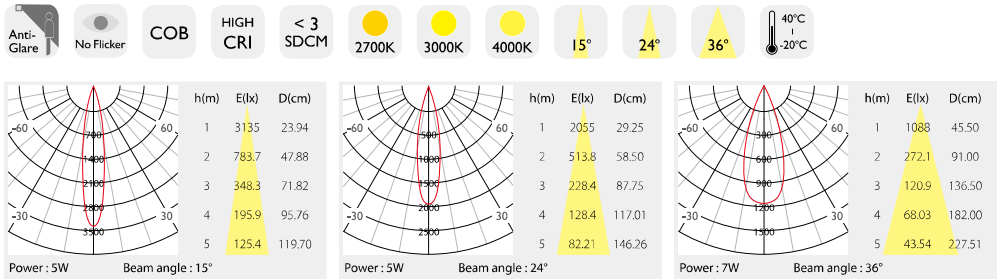 Anti-
Glare
No Flicker
COB
HIGH
CRI
< 3
SDCM
2700K
3000K
4000K
15°
24°
36°
40°C
-20°C
-60
60
700
1400
2100
2800
3500
-30
30
h(m) E(lx) D(cm)
1 3135 23.94
2 783.7 47.88
3 348.3 71.82
4 195.9 95.76
5 125.4 119.70
Power : 5W Beam angle : 15°
-60
60
500
1000
1500
2000
2500
-30
30
h(m) E(lx) D(cm)
1 2055 29.25
2 513.8 58.50
3 228.4 87.75
4 128.4 117.01
5 82.21 146.26
Power : 5W Beam angle : 24°
-60
60
300
600
900
1200
-30
30
h(m) E(lx) D(cm)
1 1088 45.50
2 272.1 91.00
3 120.9 136.50
4 68.03 182.00
5 43.54 227.51
Power : 7W Beam angle : 36°